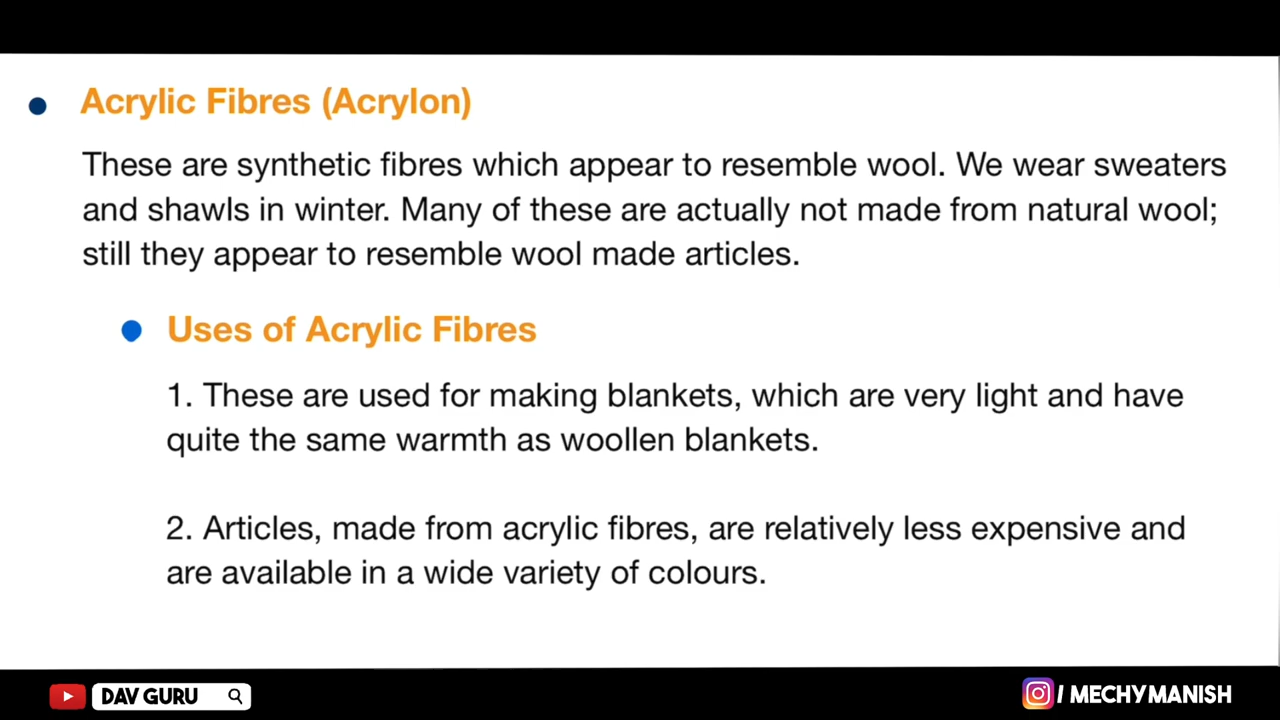 Acrylic Fibres (Acrylon)
These are synthetic fibres which appear to resemble wool. We wear sweaters
and shawls in winter. Many of these are actually not made from natural wool;
still they appear to resemble wool made articles.
Uses of Acrylic Fibres
1. These are used for making blankets, which are very light and have
quite the same warmth as woollen blankets.
2. Articles, made from acrylic fibres, are relatively less expensive and
are available in a wide variety of colours.
DAV GURU
/ MECHYMANISH